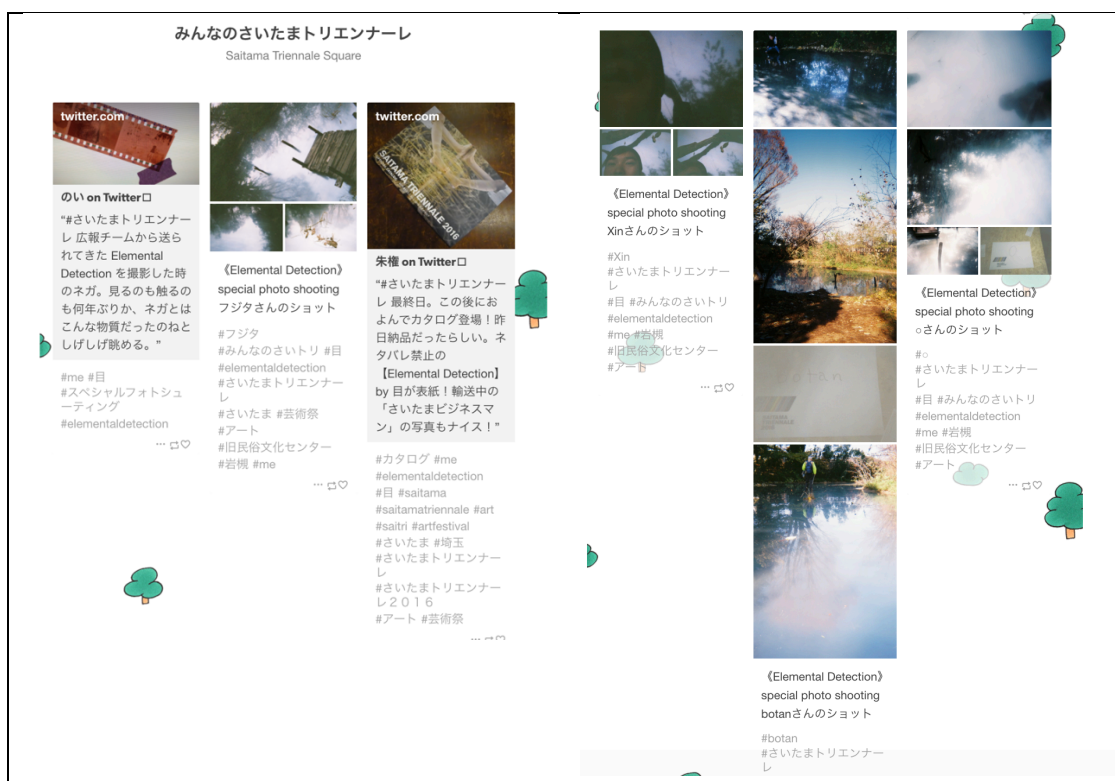 みんなのさいたまトリエンナーレ
Saitama Triennale Square
twitter.com
のい on Twitter□
“#さいたまトリエンナー
レ 広報チームから送ら
れてきた Elemental
Detection を撮影した時
のネガ。見るのも触るの
も何年ぶりか、ネガとは
こんな物質だったのねと
しげしげ眺める。”
#me #目
#スペシャルフォトシュ
ーティング
#elementaldetection
《Elemental Detection》
special photo shooting
フジタさんのショット
#フジタ
#みんなのさいトリ #目
#elementaldetection
#さいたまトリエンナー
レ
#さいたま #芸術祭
#アート
#旧民俗文化センター
#岩槻 #me
twitter.com
SAITAMA TRIENNALE 2016
朱権 on Twitter□
“#さいたまトリエンナー
レ 最終日。この後にお
よんでカタログ登場！昨
日納品だったらしい。ネ
タバレ禁止の
【Elemental Detection】
by 目が表紙！輸送中の
「さいたまビジネスマ
ン」の写真もナイス！”
#カタログ #me
#elementaldetection
#目 #saitama
#saitamatriennale #art
#saitri #artfestival
#さいたま #埼玉
#さいたまトリエンナー
レ
#さいたまトリエンナー
レ２０１６
#アート #芸術祭
《Elemental Detection》
special photo shooting
Xinさんのショット
#Xin
#さいたまトリエンナー
レ
#目 #みんなのさいトリ
#elementaldetection
#me #岩槻
#旧民俗文化センター
#アート
botan
《Elemental Detection》
special photo shooting
botanさんのショット
#botan
#さいたまトリエンナー
レ
《Elemental Detection》
special photo shooting
○さんのショット
#○
#さいたまトリエンナー
レ
#目 #みんなのさいトリ
#elementaldetection
#me #岩槻
#旧民俗文化センター
#アート